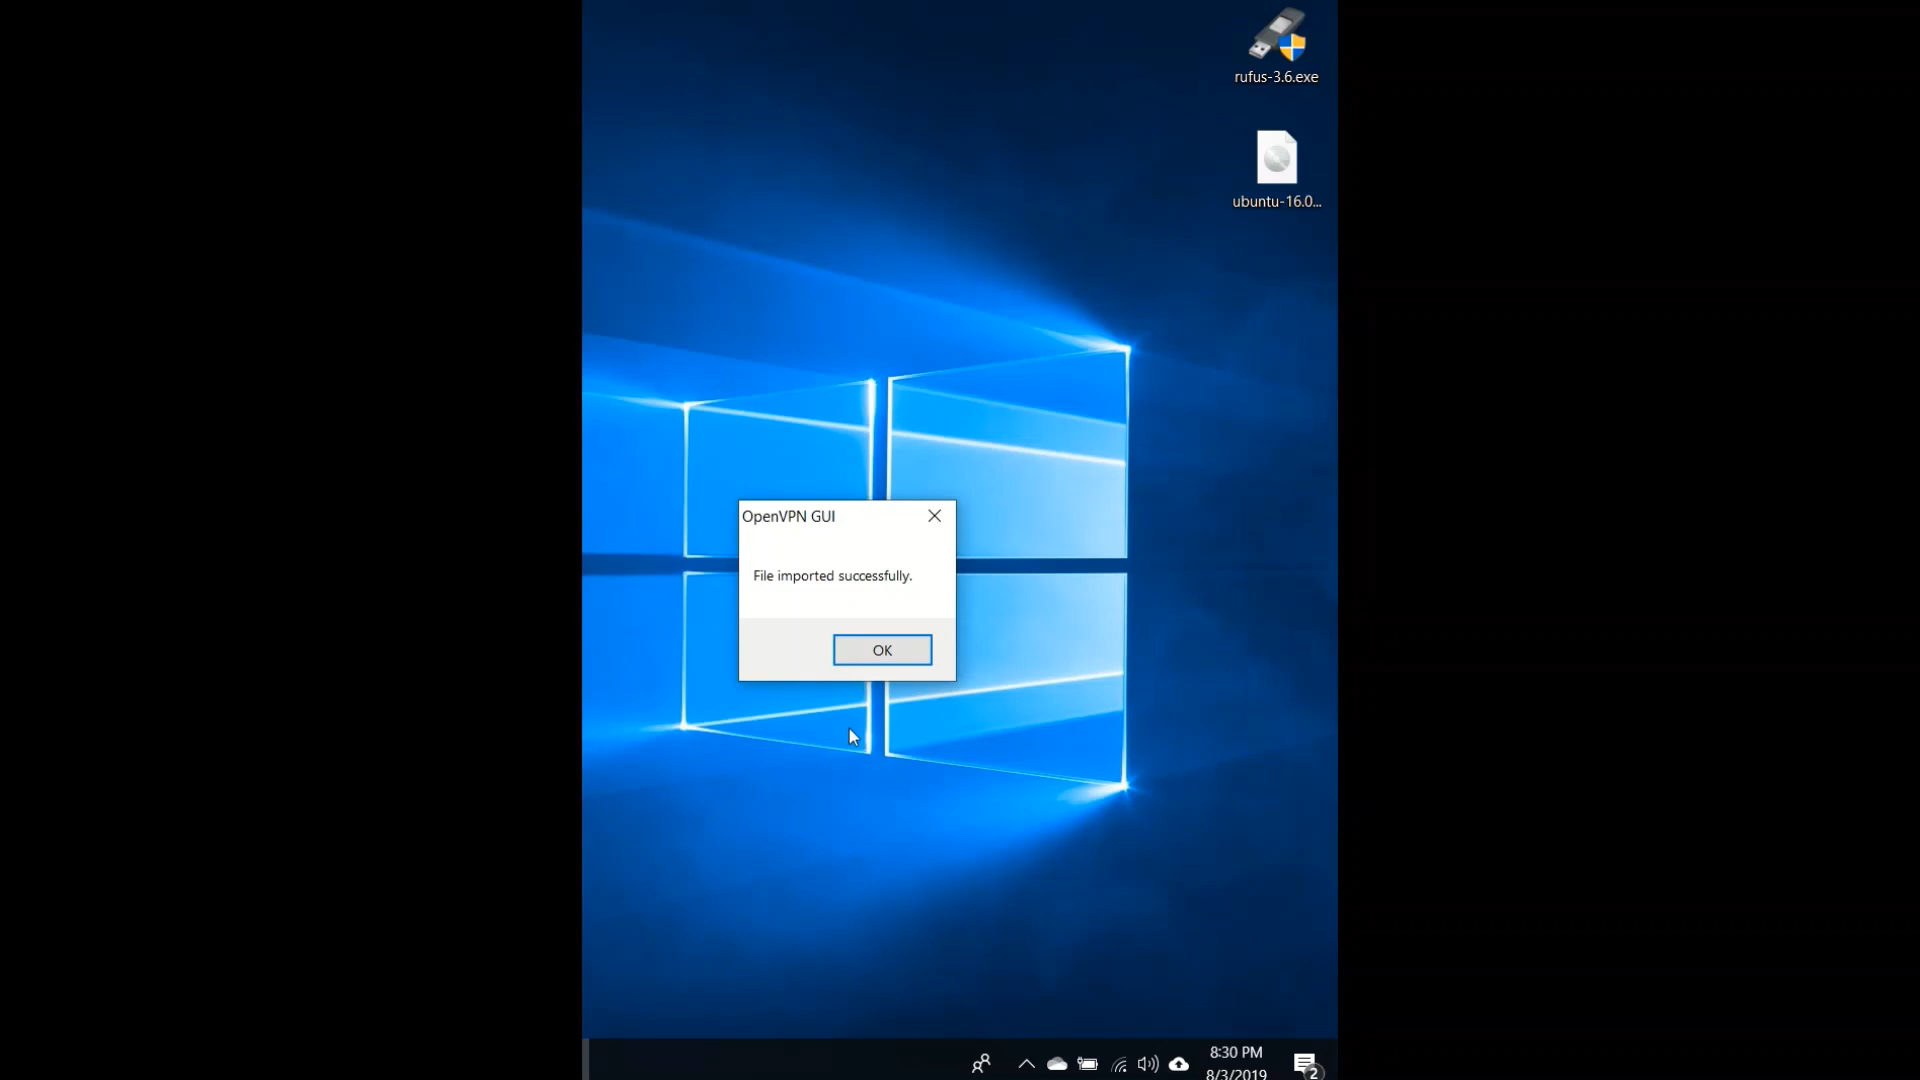 rufus-3.6.exe
ubuntu-16.0...
OpenVPN GUI
File imported successfully.
OK
8:30 PM
8/3/2019
2